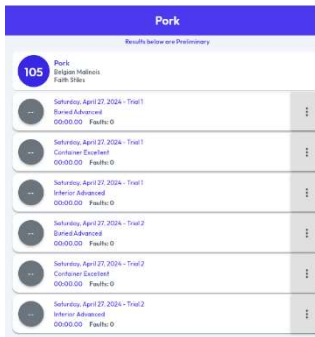 Pork
Results below are Preliminary
105
Pork
Belgian Malinois
Faith Stiles
--
Saturday, April 27, 2024 - Trial 1
Buried Advanced
00:00.00 Faults: 0
--
Saturday, April 27, 2024 - Trial 1
Container Excellent
00:00.00 Faults: 0
--
Saturday, April 27, 2024 - Trial 1
Interior Advanced
00:00.00 Faults: 0
--
Saturday, April 27, 2024 - Trial 2
Buried Advanced
00:00.00 Faults: 0
--
Saturday, April 27, 2024 - Trial 2
Container Excellent
00:00.00 Faults: 0
--
Saturday, April 27, 2024 - Trial 2
Interior Advanced
00:00.00 Faults: 0